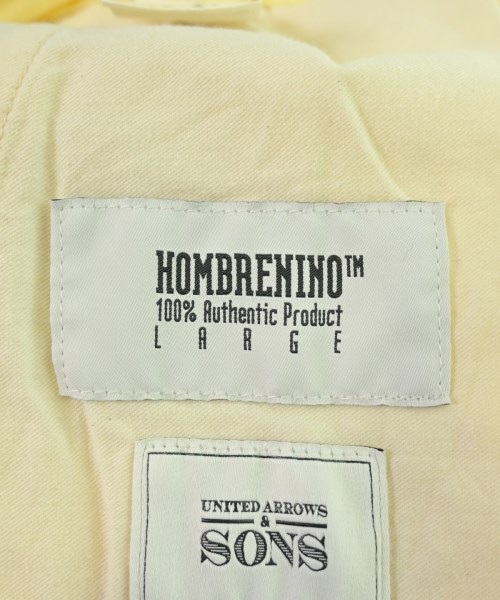 HOMBRENINO™
100% Authentic Product
LARGE
UNITED ARROWS
&
SONS